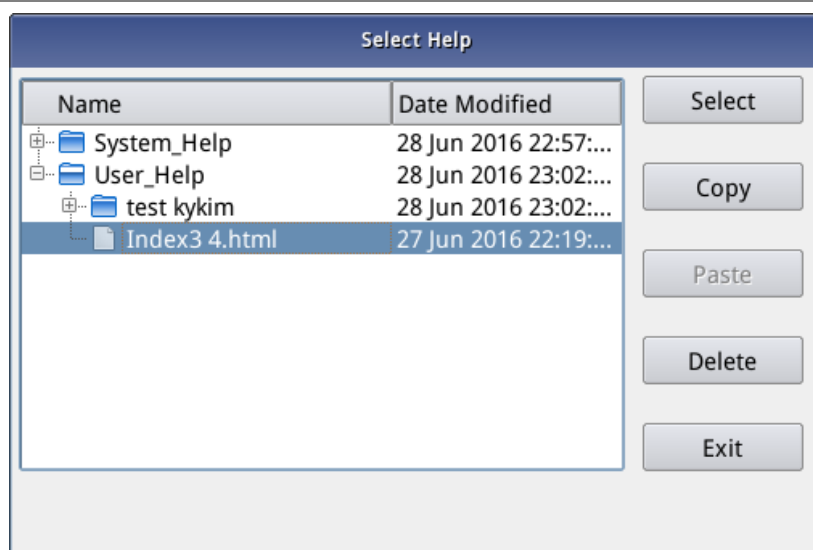 Select Help
Name Date Modified
System_Help 28 Jun 2016 22:57:...
User_Help 28 Jun 2016 23:02:...
test kykim 28 Jun 2016 23:02:...
Index3 4.html 27 Jun 2016 22:19:...
Select
Copy
Paste
Delete
Exit